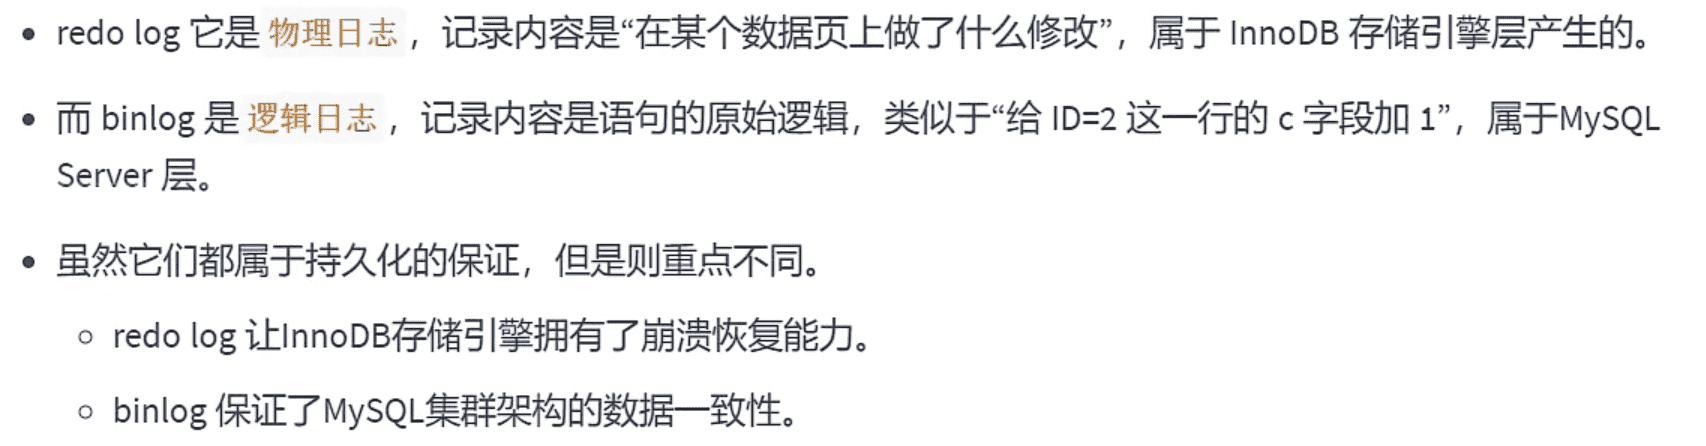 redo log 它是 物理日志 ，记录内容是“在某个数据页上做了什么修改”，属于 InnoDB 存储引擎层产生的。
而 binlog 是 逻辑日志 ，记录内容是语句的原始逻辑，类似于“给 ID=2 这一行的 c 字段加 1”，属于MySQL
Server 层。
虽然它们都属于持久化的保证，但是则重点不同。
redo log 让InnoDB存储引擎拥有了崩溃恢复能力。
binlog 保证了MySQL集群架构的数据一致性。